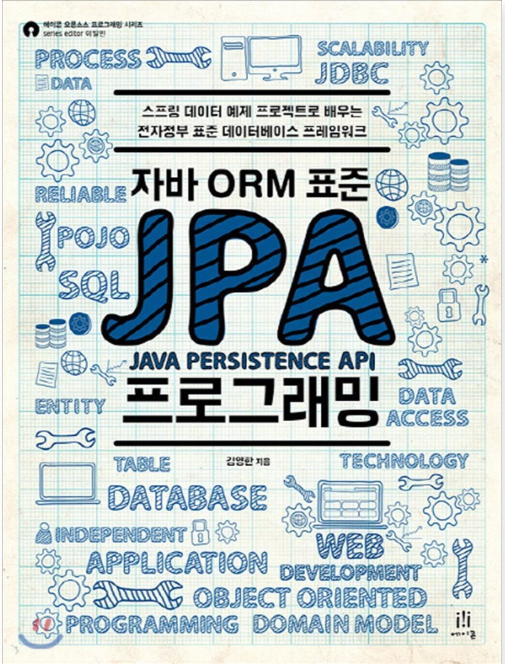 에이콘 오픈소스 프로그래밍 시리즈
series editor 이일민
PROCESS
SCALABILITY
JDBC
DATA
스프링 데이터 예제 프로젝트로 배우는
전자정부 표준 데이터베이스 프레임워크
자바 ORM 표준
RELIABLE
JPA
POJO
SQL
JAVA PERSISTENCE API
프로그래밍
ENTITY
DATA
ACCESS
김영한 지음
TABLE
TECHNOLOGY
DATABASE
INDEPENDENT
WEB
APPLICATION
DEVELOPMENT
OBJECT ORIENTED
PROGRAMMING DOMAIN MODEL
에이콘